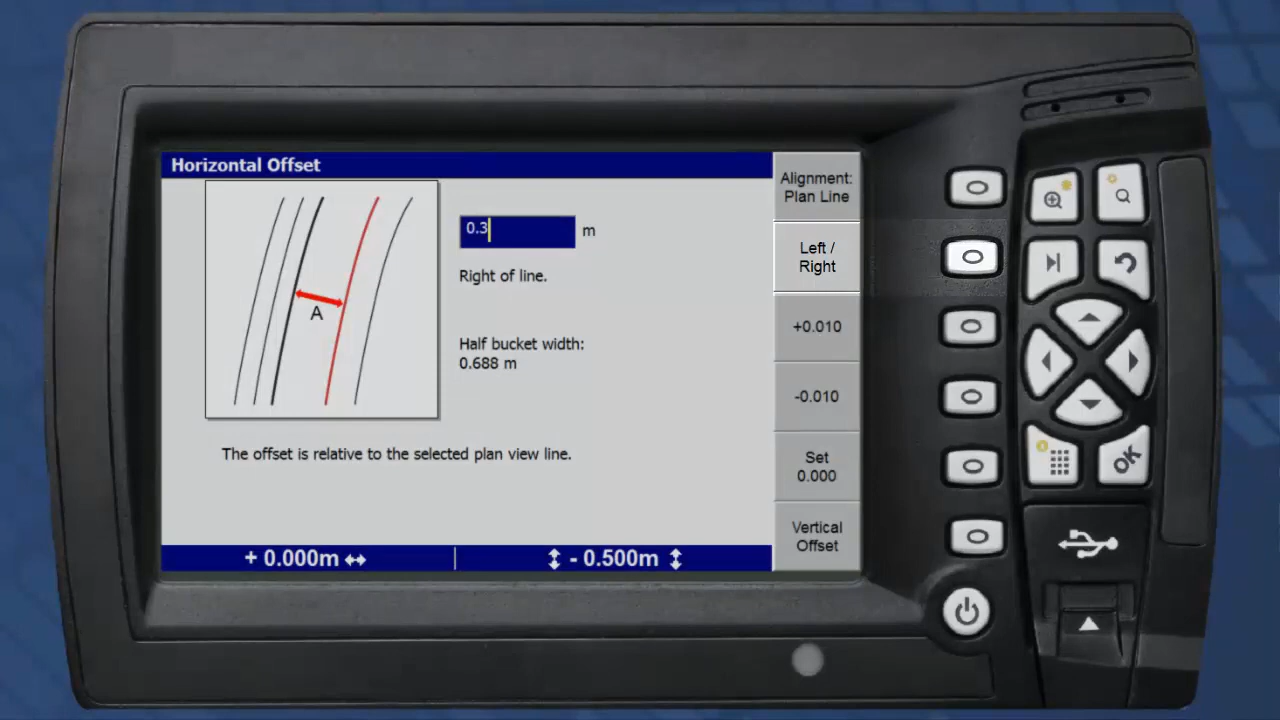 Horizontal Offset
A
0.3 m
Right of line.
Half bucket width:
0.688 m
The offset is relative to the selected plan view line.
+ 0.000m
- 0.500m
Alignment:
Plan Line
Left /
Right
+0.010
-0.010
Set
0.000
Vertical
Offset
OK